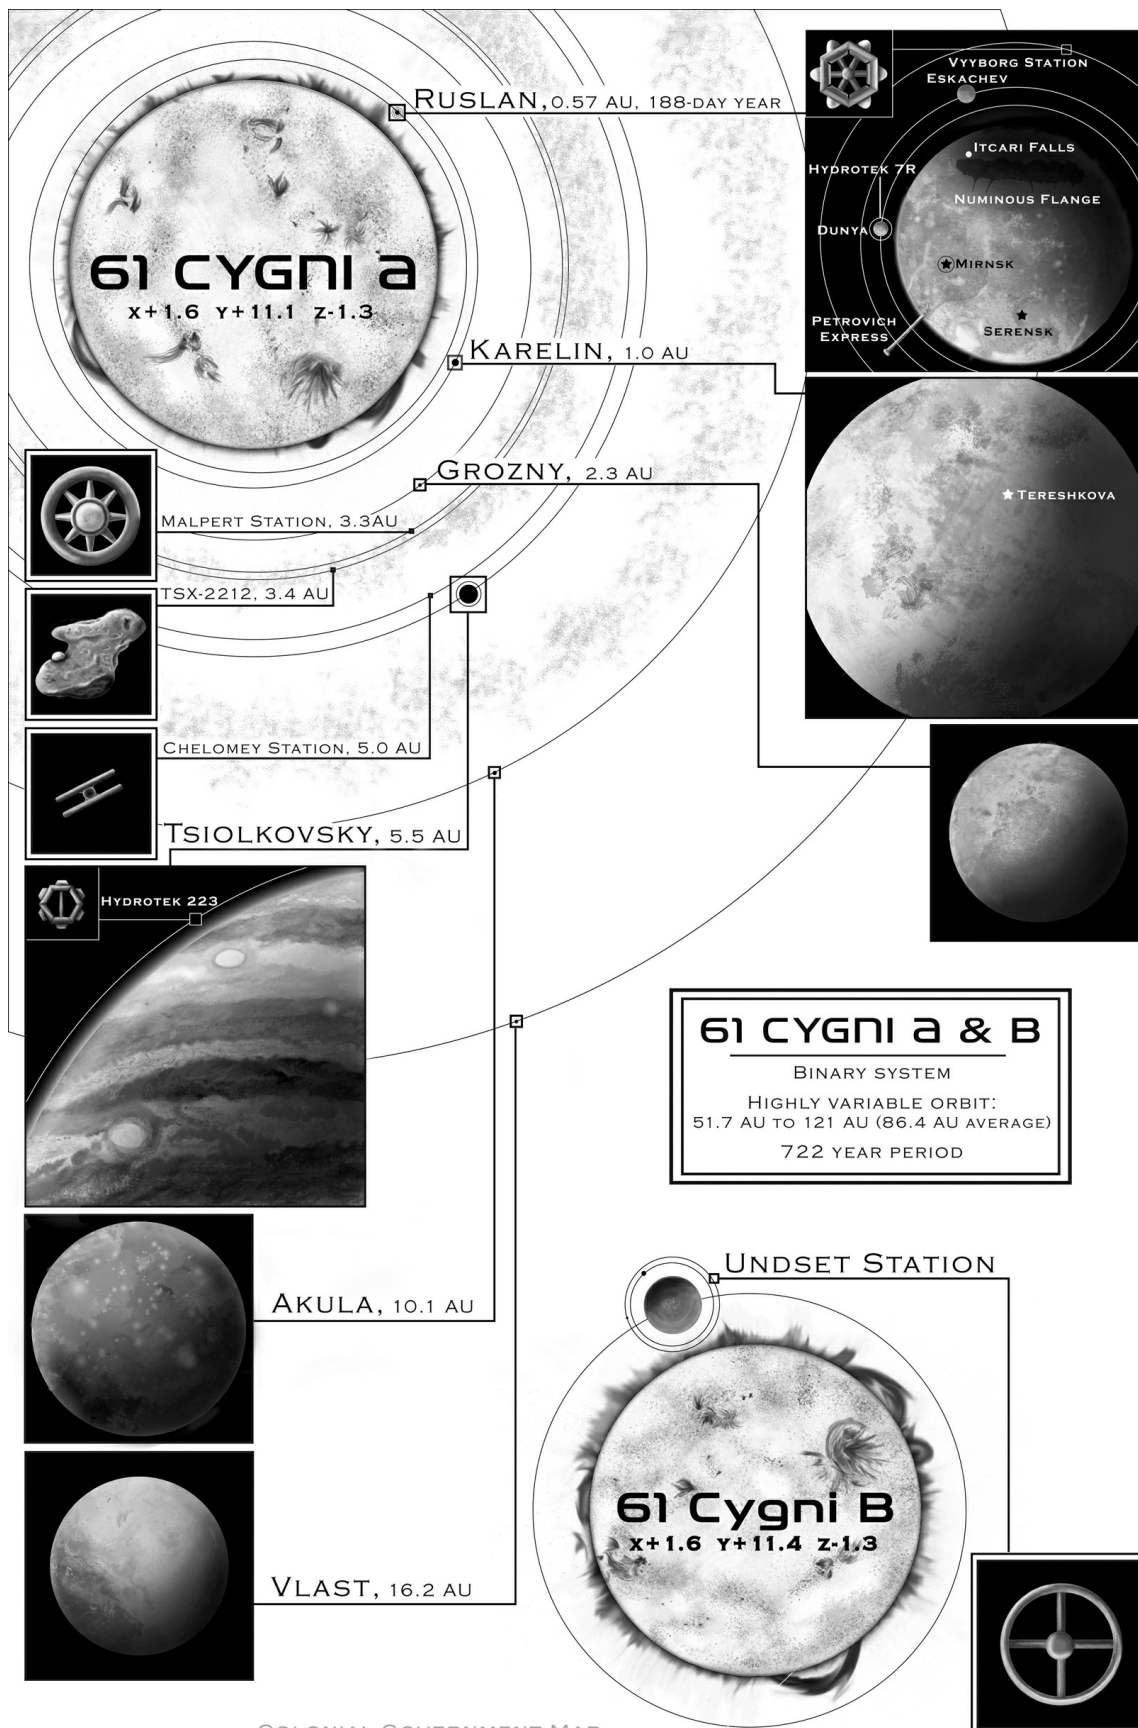 RUSLAN, 0.57 AU, 188-DAY YEAR
VYYBORG STATION
ESKACHEV
ITCARI FALLS
HYDROTEK 7R
NUMINOUS FLANGE
DUNYA
MIRNSK
PETROVICH
EXPRESS
SERENSK
61 CYGNI a
X+1.6 Y+11.1 Z-1.3
KARELIN, 1.0 AU
TERESHKOVA
GROZNY, 2.3 AU
MALPERT STATION, 3.3AU
TSX-2212, 3.4 AU
CHELOMEY STATION, 5.0 AU
TSIOLKOVSKY, 5.5 AU
HYDROTEK 223
61 CYGNI a & B
BINARY SYSTEM
HIGHLY VARIABLE ORBIT:
51.7 AU TO 121 AU (86.4 AU AVERAGE)
722 YEAR PERIOD
UNDSET STATION
AKULA, 10.1 AU
61 Cygni B
X+1.6 Y+11.4 Z-1.3
VLAST, 16.2 AU
COLONIAL GOVERNMENT MAP